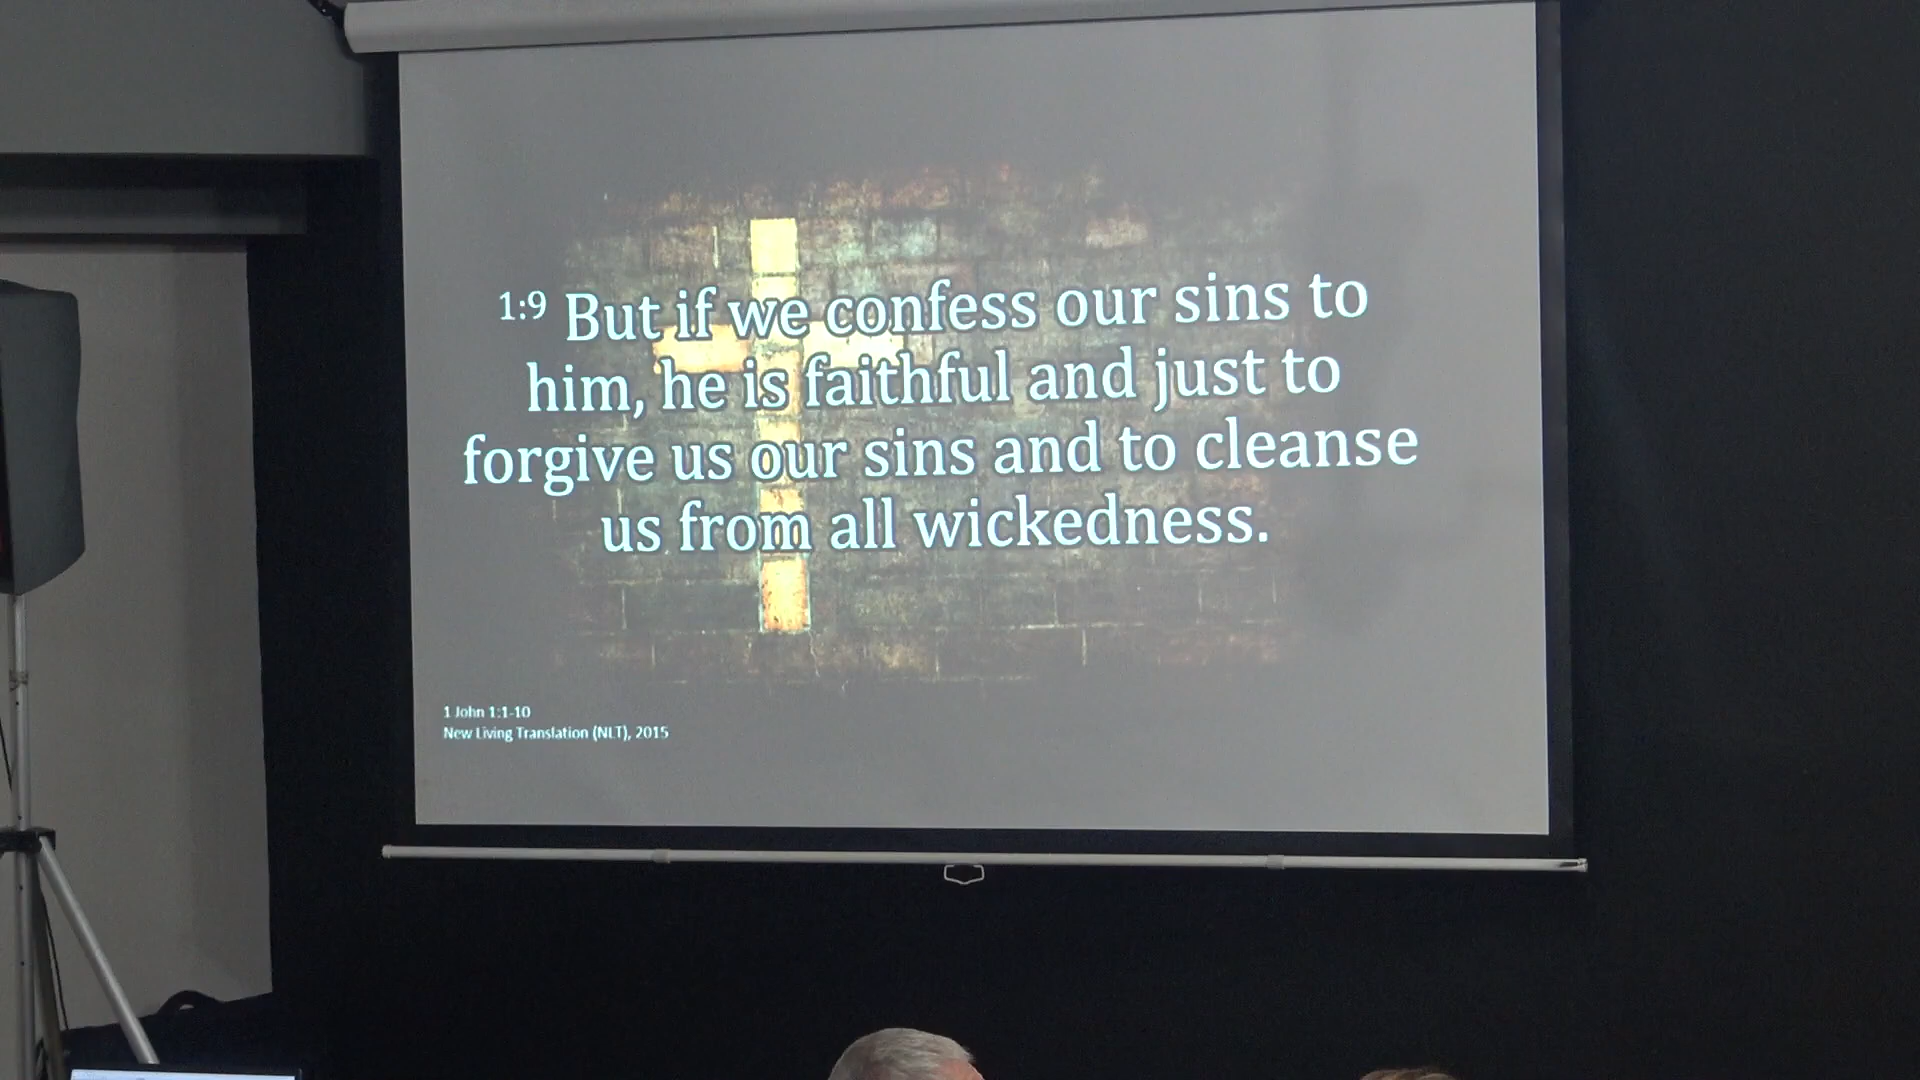 1:9 But if we confess our sins to
him, he is faithful and just to
forgive us our sins and to cleanse
us from all wickedness.
1 John 1:1-10
New Living Translation (NLT), 2015